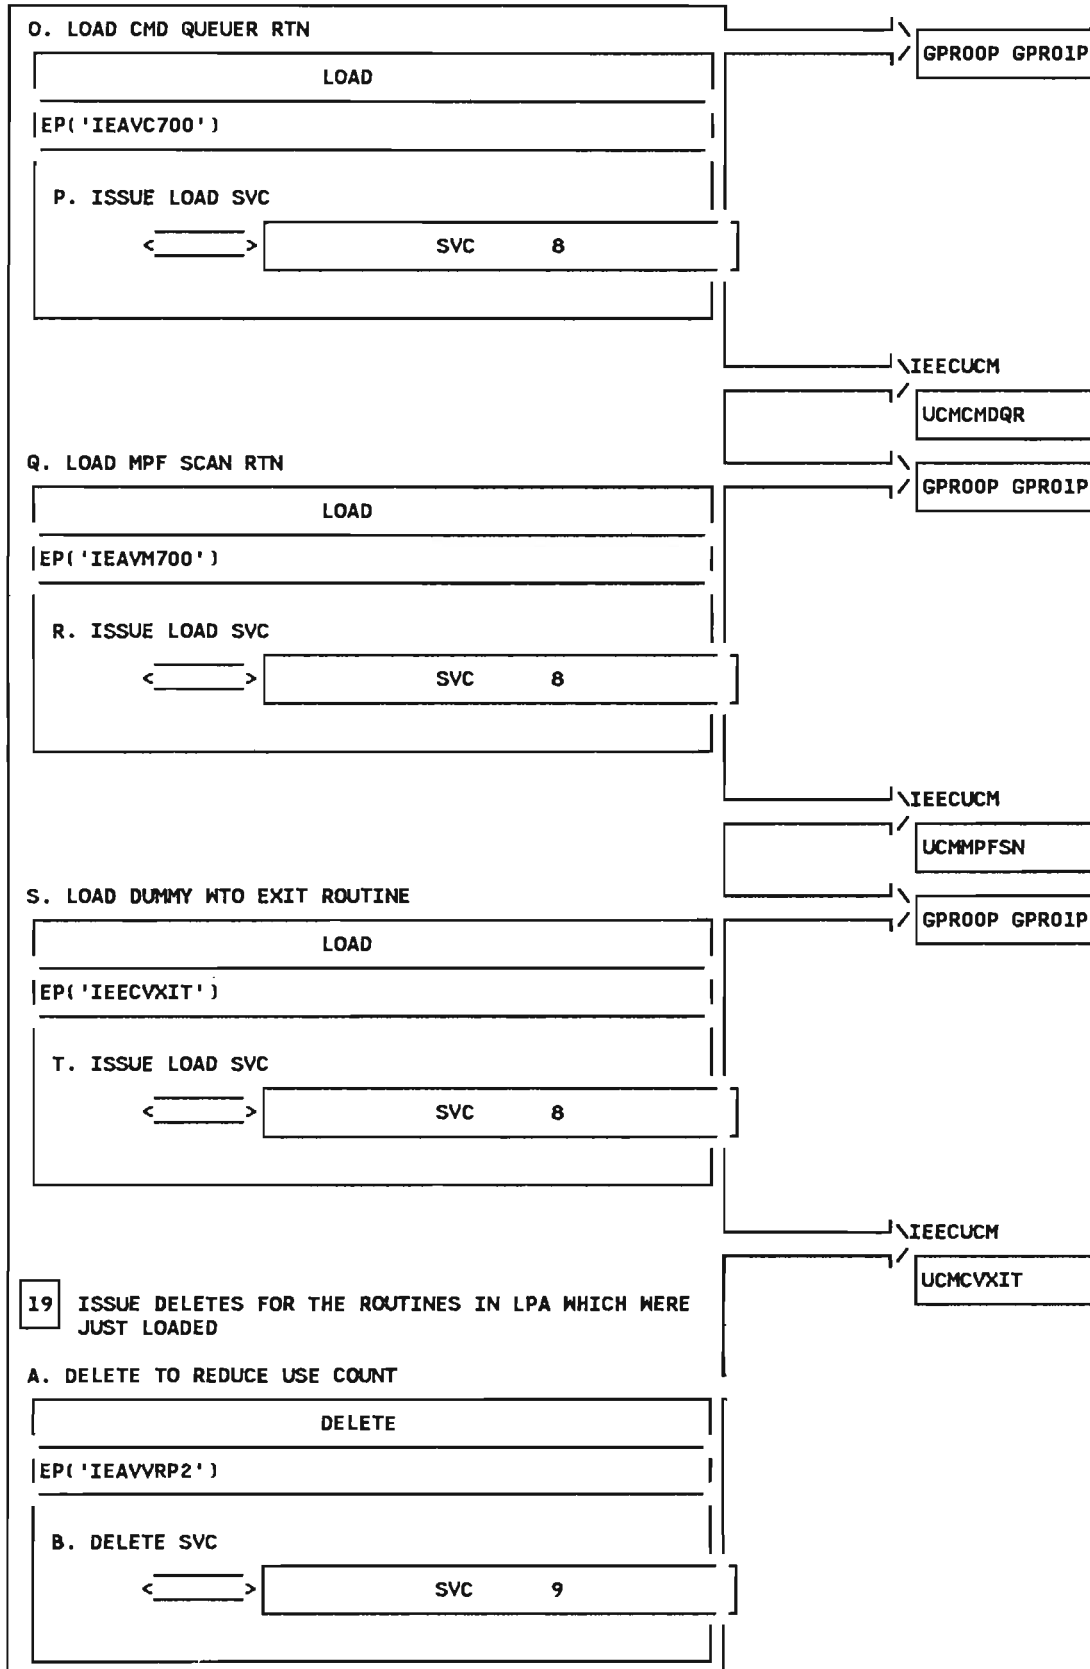 O. LOAD CMD QUEUER RTN
GPR00P GPR01P
LOAD
EP('IEAVC700')
P. ISSUE LOAD SVC
< > SVC 8
IEECUCM
UCMCMDQR
Q. LOAD MPF SCAN RTN
GPR00P GPR01P
LOAD
EP('IEAVM700')
R. ISSUE LOAD SVC
< > SVC 8
IEECUCM
UCMMPFSN
S. LOAD DUMMY WTO EXIT ROUTINE
GPR00P GPR01P
LOAD
EP('IEECVXIT')
T. ISSUE LOAD SVC
< > SVC 8
IEECUCM
UCMCVXIT
19 ISSUE DELETES FOR THE ROUTINES IN LPA WHICH WERE
JUST LOADED
A. DELETE TO REDUCE USE COUNT
DELETE
EP('IEAVVRP2')
B. DELETE SVC
< > SVC 9